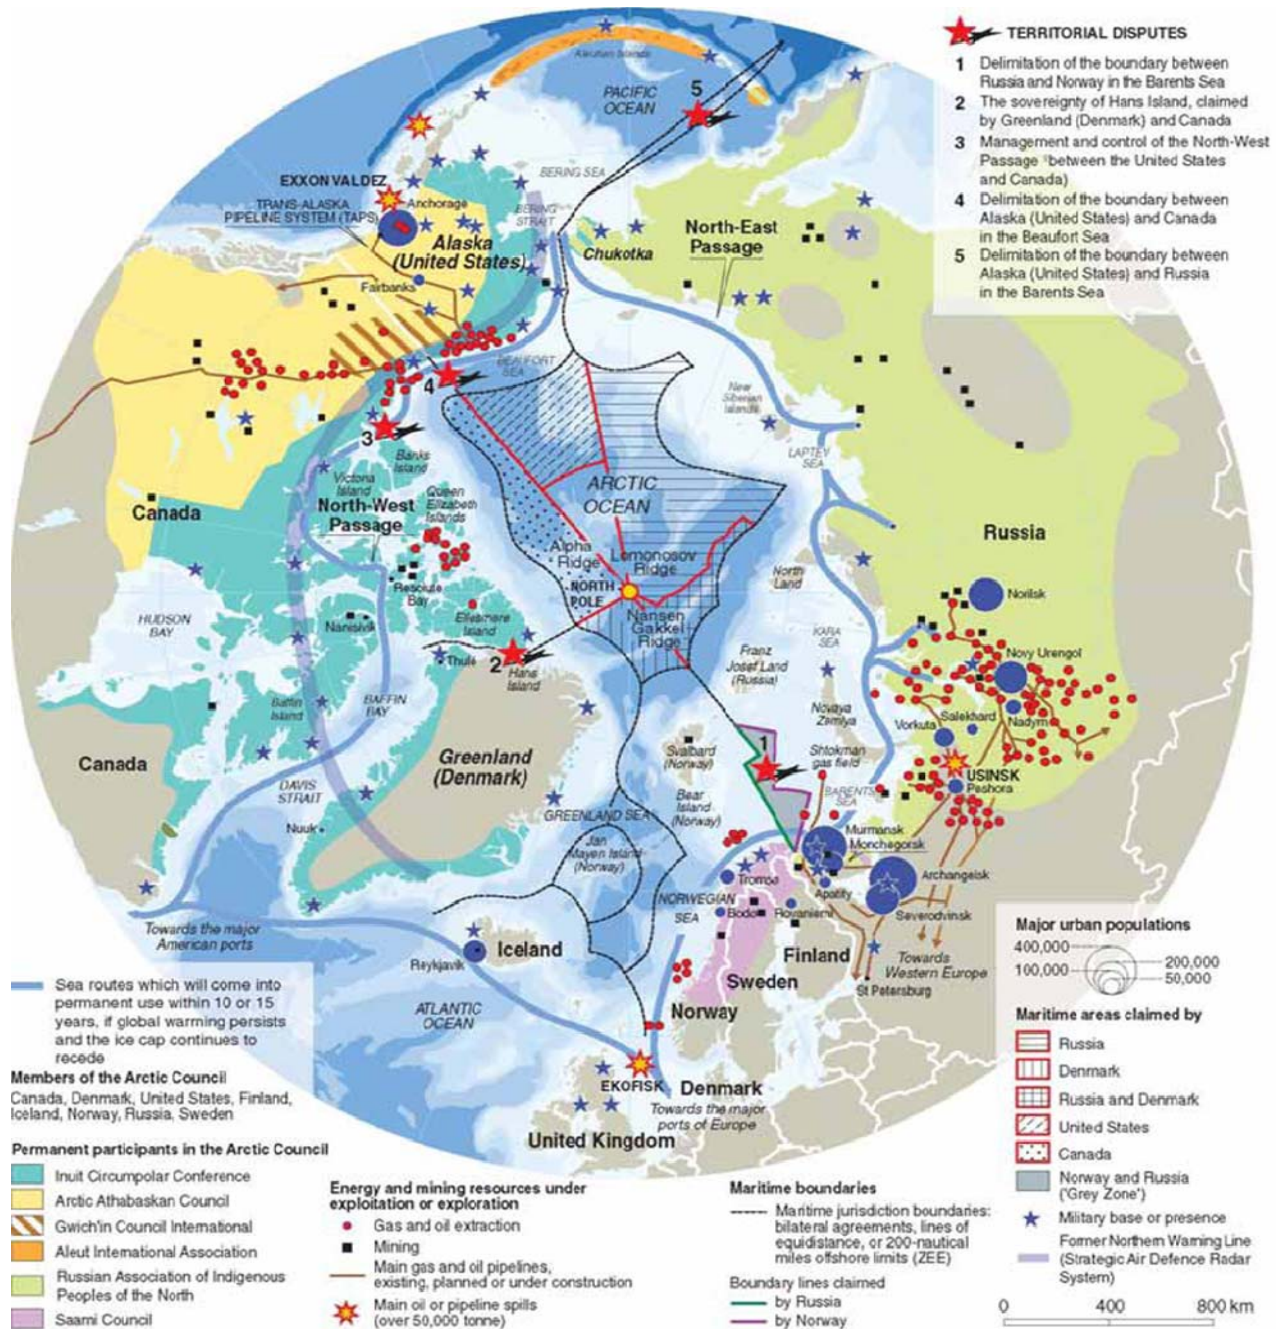 TERRITORIAL DISPUTES
1 Delimitation of the boundary between
Russia and Norway in the Barents Sea
2 The sovereignty of Hans Island, claimed
by Greenland (Denmark) and Canada
3 Management and control of the North-West
Passage (between the United States
and Canada)
4 Delimitation of the boundary between
Alaska (United States) and Canada
in the Beaufort Sea
5 Delimitation of the boundary between
Alaska (United States) and Russia
in the Barents Sea
Aleutian Islands
PACIFIC
OCEAN
5
BERING SEA
BERING
STRAIT
EXXON VALDEZ
TRANS-ALASKA
PIPELINE SYSTEM (TAPS)
Anchorage
Alaska
(United States)
Fairbanks
Chukotka
North-East
Passage
BEAUFORT
SEA
4
3
New
Siberian
Islands
LAPTEV
SEA
Banks
Island
Victoria
Island
North-West
Passage
Queen
Elizabeth
Islands
ARCTIC
OCEAN
Canada
Russia
Alpha
Ridge
Lomonosov
Ridge
NORTH
POLE
Nansen
Gakkel
Ridge
North
Land
Norilsk
Resolute
Bay
Nanisivik
Ellesmere
Island
HUDSON
BAY
KARA
SEA
Novy Urengoi
2
Thule
Hans
Island
Franz
Josef Land
(Russia)
Baffin
Island
BAFFIN
BAY
Novaya
Zemlya
Vorkuta
Salekhard
Nadym
Canada
Greenland
(Denmark)
Svalbard
(Norway)
1
Shtokman
gas field
USINSK
Peshora
DAVIS
STRAIT
Bear
Island
(Norway)
BARENTS
SEA
GREENLAND SEA
Nuuk
Jan
Mayen Island
(Norway)
Murmansk
Monchegorsk
Tromsø
Apatity
Archangelsk
Severodvinsk
NORWEGIAN
SEA
Bodo
Rovaniemi
Towards the major
American ports
Reykjavik
Iceland
Finland
Sweden
Towards
Western Europe
St Petersburg
Norway
ATLANTIC
OCEAN
EKOFISK
Denmark
Towards the major
ports of Europe
United Kingdom
Sea routes which will come into
permanent use within 10 or 15
years, if global warming persists
and the ice cap continues to
recede
Members of the Arctic Council
Canada, Denmark, United States, Finland,
Iceland, Norway, Russia, Sweden
Permanent participants in the Arctic Council
Inuit Circumpolar Conference
Arctic Athabaskan Council
Gwich'in Council International
Aleut International Association
Russian Association of Indigenous
Peoples of the North
Saami Council
Energy and mining resources under
exploitation or exploration
Gas and oil extraction
Mining
Main gas and oil pipelines,
existing, planned or under construction
Main oil or pipeline spills
(over 50,000 tonne)
Maritime boundaries
Maritime jurisdiction boundaries:
bilateral agreements, lines of
equidistance, or 200-nautical
miles offshore limits (ZEE)
Boundary lines claimed
by Russia
by Norway
Major urban populations
400,000
200,000
100,000
50,000
Maritime areas claimed by
Russia
Denmark
Russia and Denmark
United States
Canada
Norway and Russia
('Grey Zone')
Military base or presence
Former Northern Warning Line
(Strategic Air Defence Radar
System)
0 400 800 km